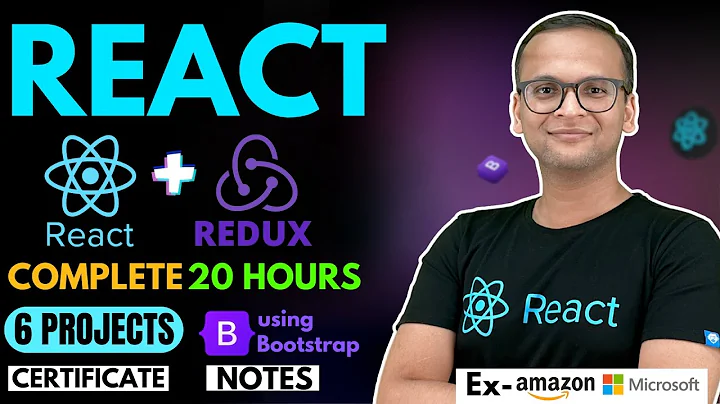 REACT
React
REDUX
COMPLETE 20 HOURS
6 PROJECTS
B using
Bootstrap
CERTIFICATE
NOTES
B
React
Ex-amazon Microsoft